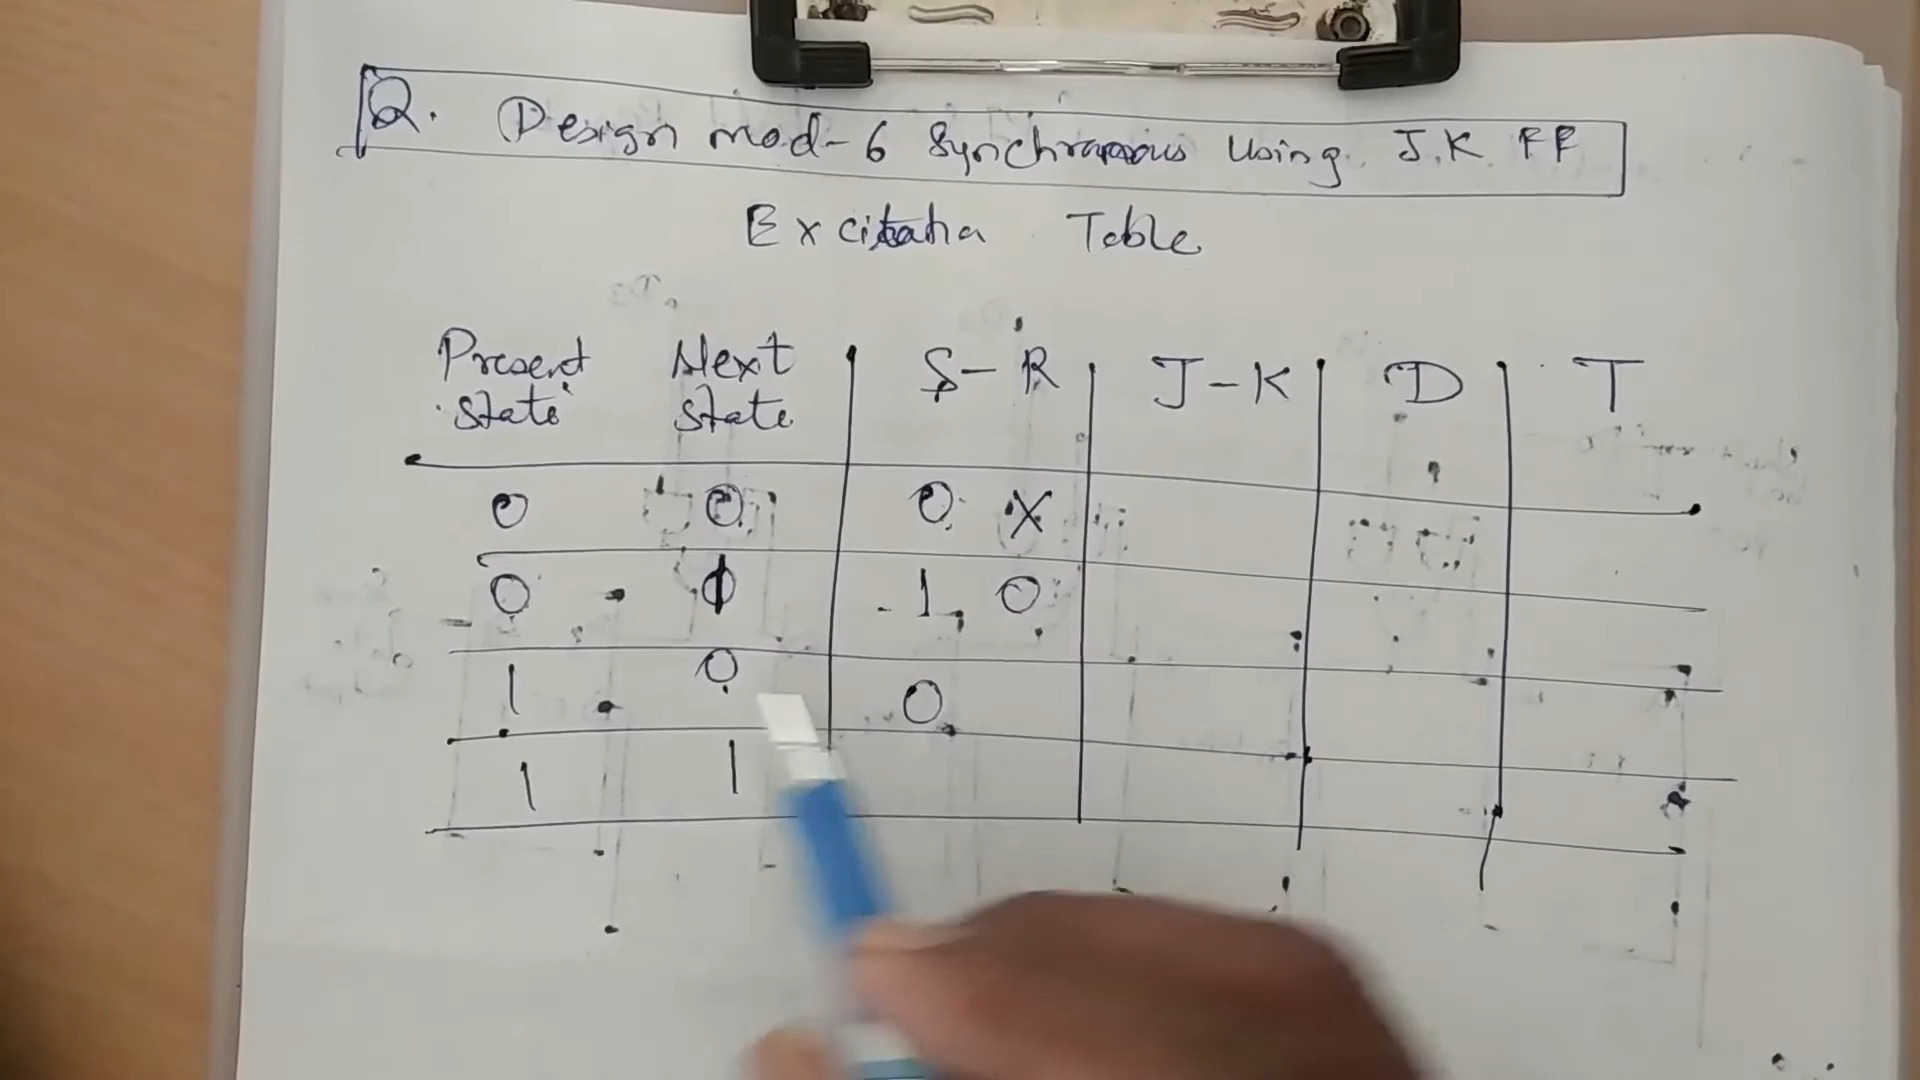 Q. Design mod-6 Synchronous Using J.K FF
Excitation Table
Present state Next state S-R J-K D T
0 0 0 X
0 1 1 0
1 0 0
1 1